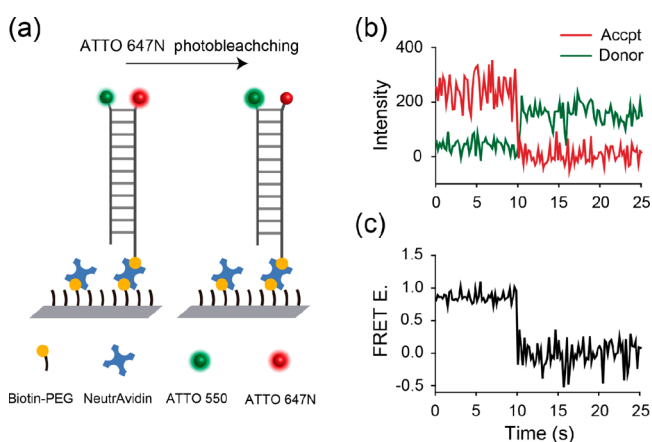 (a)
ATTO 647N photobleachching
Biotin-PEG
NeutrAvidin
ATTO 550
ATTO 647N
(b)
Accpt
Donor
400
200
0
Intensity
0 5 10 15 20 25
(c)
1.5
1.0
0.5
0.0
-0.5
FRET E.
0 5 10 15 20 25
Time (s)